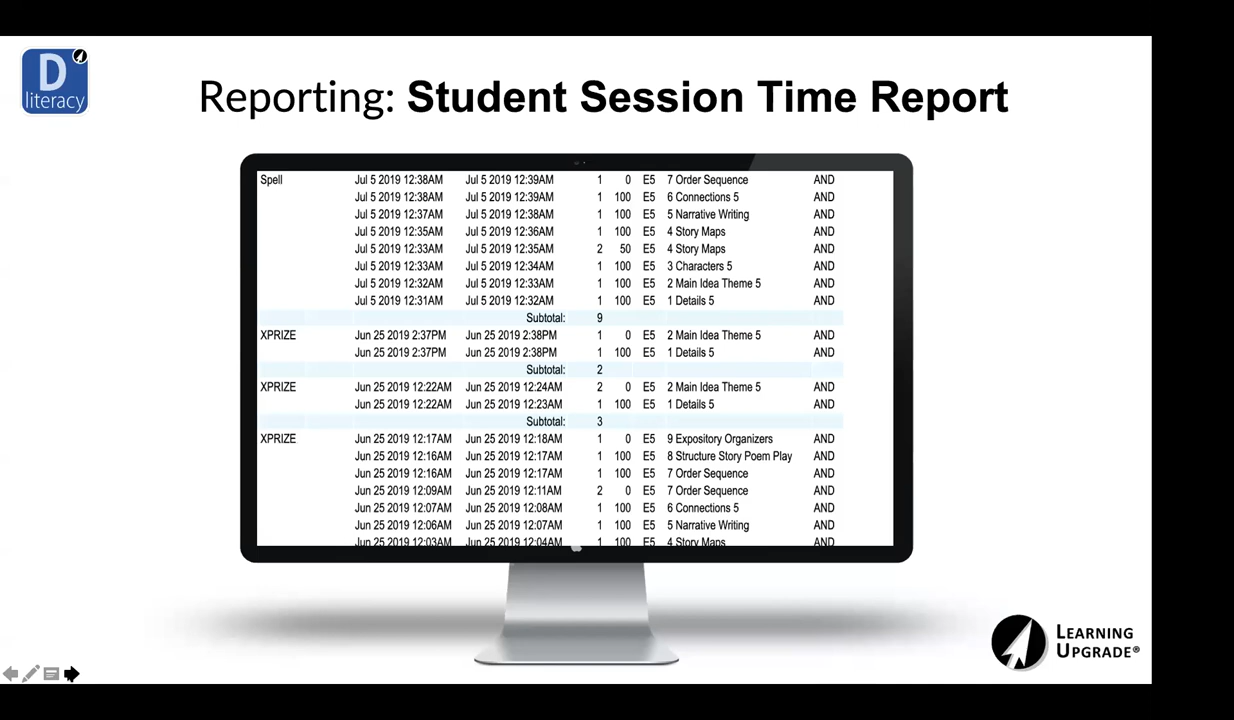 D
literacy
Reporting: Student Session Time Report
Spell Jul 5 2019 12:38AM Jul 5 2019 12:39AM 1 0 E5 7 Order Sequence AND
Jul 5 2019 12:38AM Jul 5 2019 12:39AM 1 100 E5 6 Connections 5 AND
Jul 5 2019 12:37AM Jul 5 2019 12:38AM 1 100 E5 5 Narrative Writing AND
Jul 5 2019 12:35AM Jul 5 2019 12:36AM 1 100 E5 4 Story Maps AND
Jul 5 2019 12:33AM Jul 5 2019 12:35AM 2 50 E5 4 Story Maps AND
Jul 5 2019 12:33AM Jul 5 2019 12:34AM 1 100 E5 3 Characters 5 AND
Jul 5 2019 12:32AM Jul 5 2019 12:33AM 1 100 E5 2 Main Idea Theme 5 AND
Jul 5 2019 12:31AM Jul 5 2019 12:32AM 1 100 E5 1 Details 5 AND
Subtotal: 9
XPRIZE Jun 25 2019 2:37PM Jun 25 2019 2:38PM 1 0 E5 2 Main Idea Theme 5 AND
Jun 25 2019 2:37PM Jun 25 2019 2:38PM 1 100 E5 1 Details 5 AND
Subtotal: 2
XPRIZE Jun 25 2019 12:22AM Jun 25 2019 12:24AM 2 0 E5 2 Main Idea Theme 5 AND
Jun 25 2019 12:22AM Jun 25 2019 12:23AM 1 100 E5 1 Details 5 AND
Subtotal: 3
XPRIZE Jun 25 2019 12:17AM Jun 25 2019 12:18AM 1 0 E5 9 Expository Organizers AND
Jun 25 2019 12:16AM Jun 25 2019 12:17AM 1 100 E5 8 Structure Story Poem Play AND
Jun 25 2019 12:16AM Jun 25 2019 12:17AM 1 100 E5 7 Order Sequence AND
Jun 25 2019 12:09AM Jun 25 2019 12:11AM 2 0 E5 7 Order Sequence AND
Jun 25 2019 12:07AM Jun 25 2019 12:08AM 1 100 E5 6 Connections 5 AND
Jun 25 2019 12:06AM Jun 25 2019 12:07AM 1 100 E5 5 Narrative Writing AND
Jun 25 2019 12:03AM Jun 25 2019 12:04AM 1 100 E5 4 Story Maps AND
LEARNING
UPGRADE®